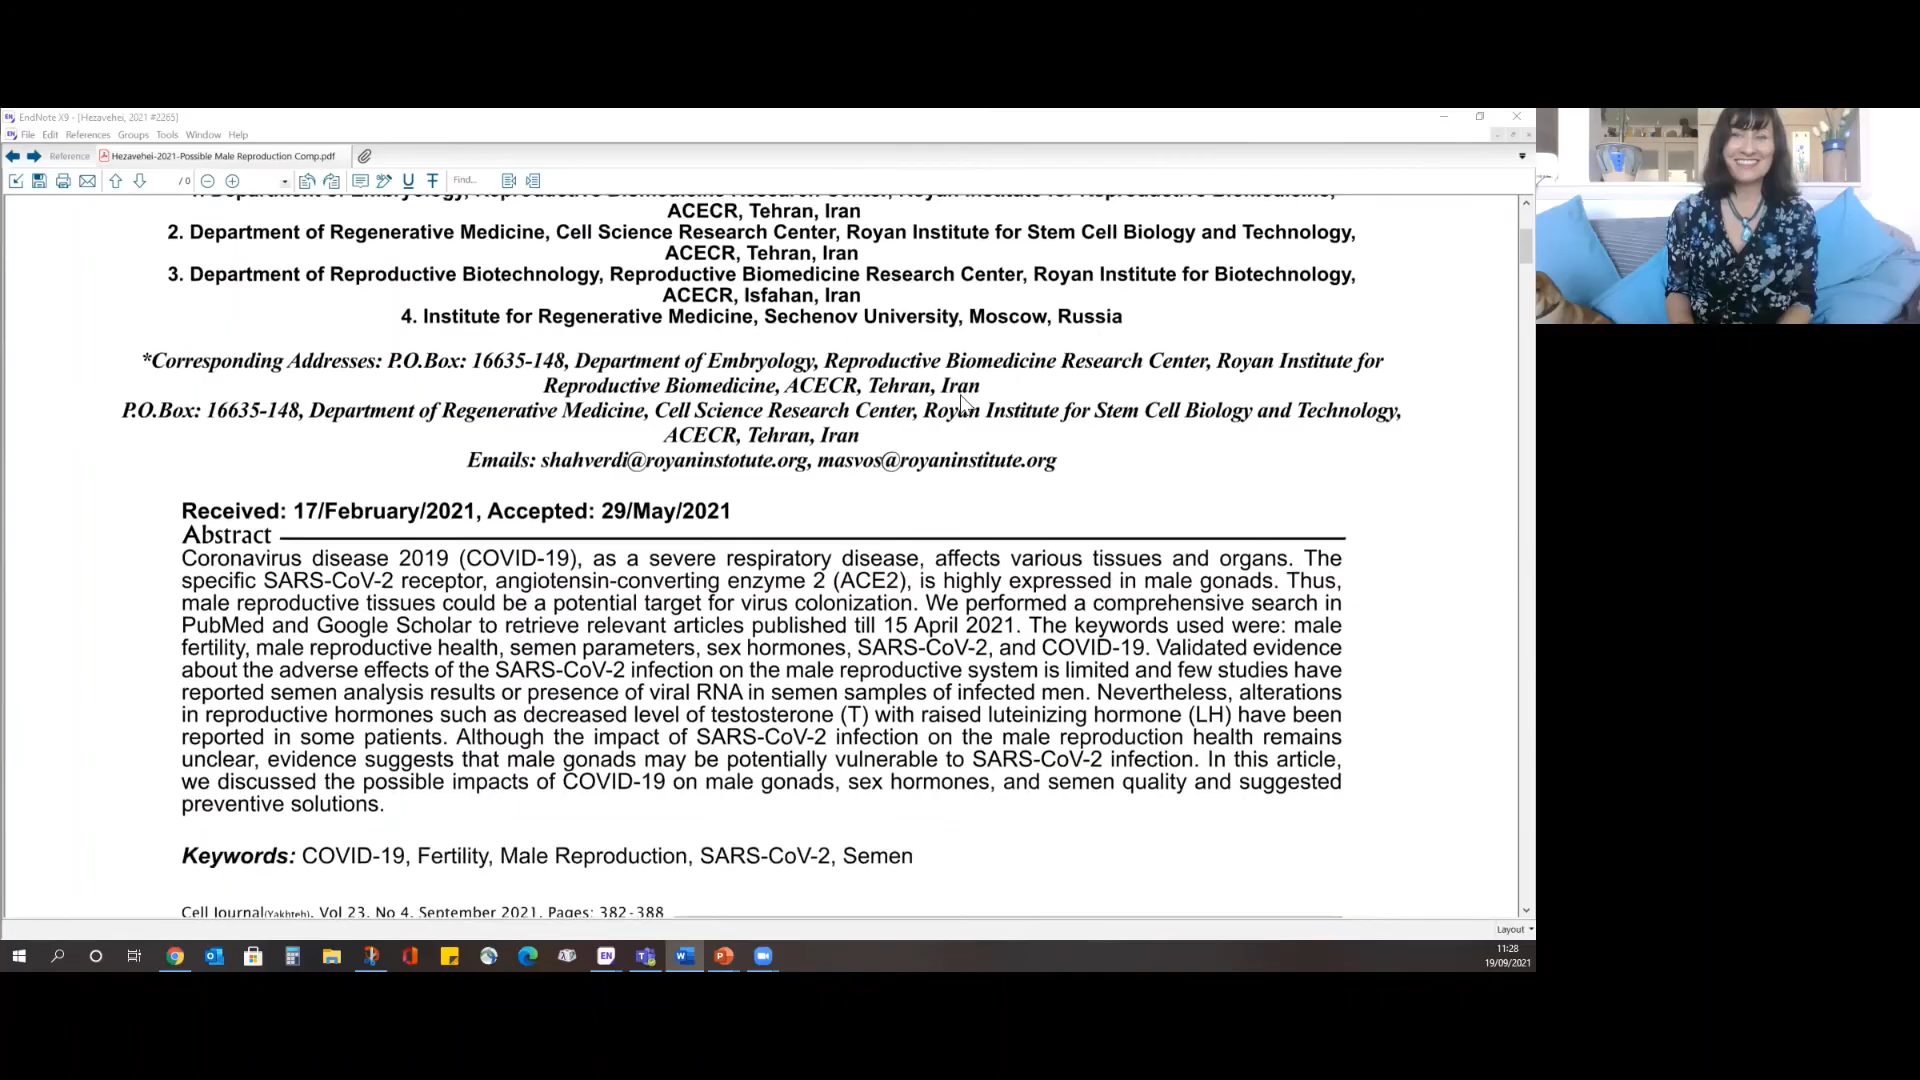 EndNote X9 - [Hezavehei, 2021 #2265]
File Edit References Groups Tools Window Help
Reference Hezavehei-2021-Possible Male Reproduction Comp.pdf
/0 Find...
1. Department of Embryology, Reproductive Biomedicine Research Center, Royan Institute for Reproductive Biomedicine,
ACECR, Tehran, Iran
2. Department of Regenerative Medicine, Cell Science Research Center, Royan Institute for Stem Cell Biology and Technology,
ACECR, Tehran, Iran
3. Department of Reproductive Biotechnology, Reproductive Biomedicine Research Center, Royan Institute for Biotechnology,
ACECR, Isfahan, Iran
4. Institute for Regenerative Medicine, Sechenov University, Moscow, Russia
*Corresponding Addresses: P.O.Box: 16635-148, Department of Embryology, Reproductive Biomedicine Research Center, Royan Institute for
Reproductive Biomedicine, ACECR, Tehran, Iran
P.O.Box: 16635-148, Department of Regenerative Medicine, Cell Science Research Center, Royan Institute for Stem Cell Biology and Technology,
ACECR, Tehran, Iran
Emails: shahverdi@royaninstotute.org, masvos@royaninstitute.org
Received: 17/February/2021, Accepted: 29/May/2021
Abstract
Coronavirus disease 2019 (COVID-19), as a severe respiratory disease, affects various tissues and organs. The
specific SARS-CoV-2 receptor, angiotensin-converting enzyme 2 (ACE2), is highly expressed in male gonads. Thus,
male reproductive tissues could be a potential target for virus colonization. We performed a comprehensive search in
PubMed and Google Scholar to retrieve relevant articles published till 15 April 2021. The keywords used were: male
fertility, male reproductive health, semen parameters, sex hormones, SARS-CoV-2, and COVID-19. Validated evidence
about the adverse effects of the SARS-CoV-2 infection on the male reproductive system is limited and few studies have
reported semen analysis results or presence of viral RNA in semen samples of infected men. Nevertheless, alterations
in reproductive hormones such as decreased level of testosterone (T) with raised luteinizing hormone (LH) have been
reported in some patients. Although the impact of SARS-CoV-2 infection on the male reproduction health remains
unclear, evidence suggests that male gonads may be potentially vulnerable to SARS-CoV-2 infection. In this article,
we discussed the possible impacts of COVID-19 on male gonads, sex hormones, and semen quality and suggested
preventive solutions.
Keywords: COVID-19, Fertility, Male Reproduction, SARS-CoV-2, Semen
Cell Journal(Yakhteh), Vol 23, No 4, September 2021, Pages: 382-388
Layout
11:28
19/09/2021